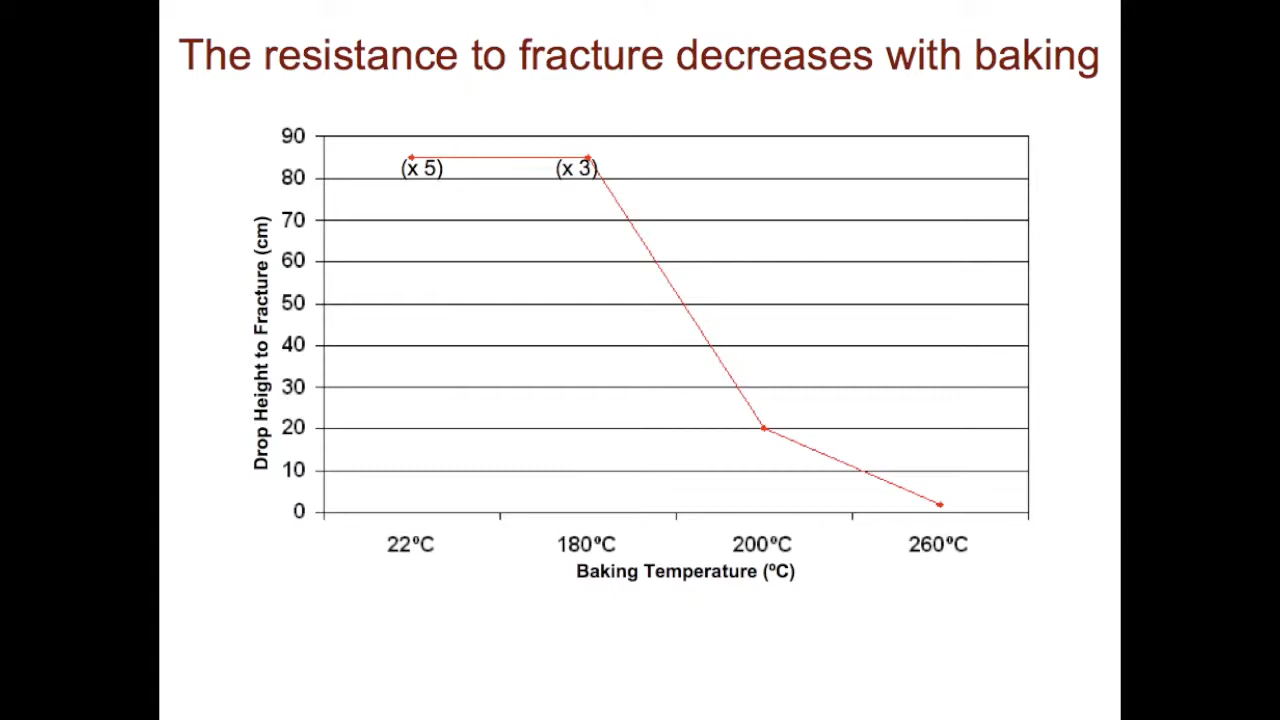 The resistance to fracture decreases with baking
90
(x 5) (x 3)
80
70
60
50
40
30
20
10
0
Drop Height to Fracture (cm)
22ºC 180ºC 200ºC 260ºC
Baking Temperature (ºC)